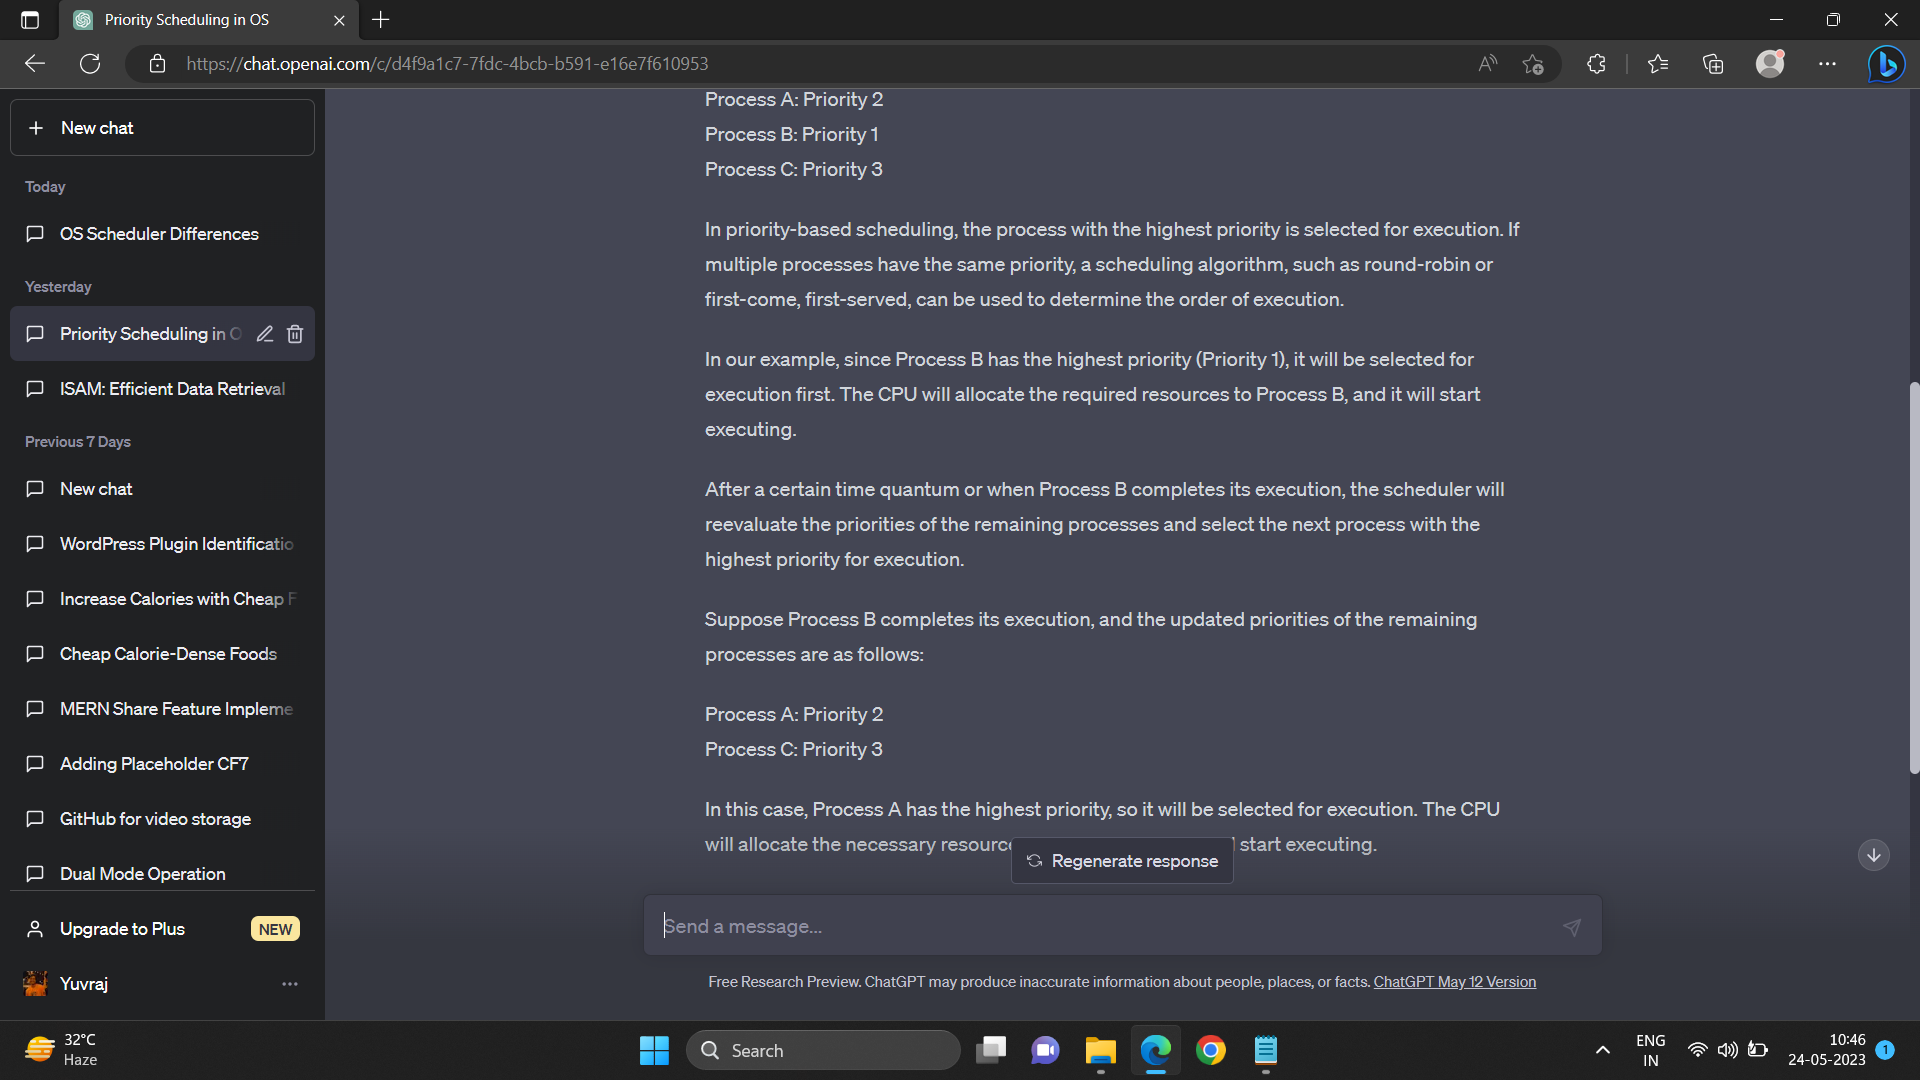 Priority Scheduling in OS
https://chat.openai.com/c/d4f9a1c7-7fdc-4bcb-b591-e16e7f610953
New chat
Today
OS Scheduler Differences
Yesterday
Priority Scheduling in O
ISAM: Efficient Data Retrieval
Previous 7 Days
New chat
WordPress Plugin Identificatio
Increase Calories with Cheap F
Cheap Calorie-Dense Foods
MERN Share Feature Impleme
Adding Placeholder CF7
GitHub for video storage
Dual Mode Operation
Upgrade to Plus NEW
Yuvraj
Process A: Priority 2
Process B: Priority 1
Process C: Priority 3
In priority-based scheduling, the process with the highest priority is selected for execution. If
multiple processes have the same priority, a scheduling algorithm, such as round-robin or
first-come, first-served, can be used to determine the order of execution.
In our example, since Process B has the highest priority (Priority 1), it will be selected for
execution first. The CPU will allocate the required resources to Process B, and it will start
executing.
After a certain time quantum or when Process B completes its execution, the scheduler will
reevaluate the priorities of the remaining processes and select the next process with the
highest priority for execution.
Suppose Process B completes its execution, and the updated priorities of the remaining
processes are as follows:
Process A: Priority 2
Process C: Priority 3
In this case, Process A has the highest priority, so it will be selected for execution. The CPU
will allocate the necessary resourc start executing.
Regenerate response
Send a message...
Free Research Preview. ChatGPT may produce inaccurate information about people, places, or facts. ChatGPT May 12 Version
32°C
Haze
Search
ENG
IN
10:46
24-05-2023
1